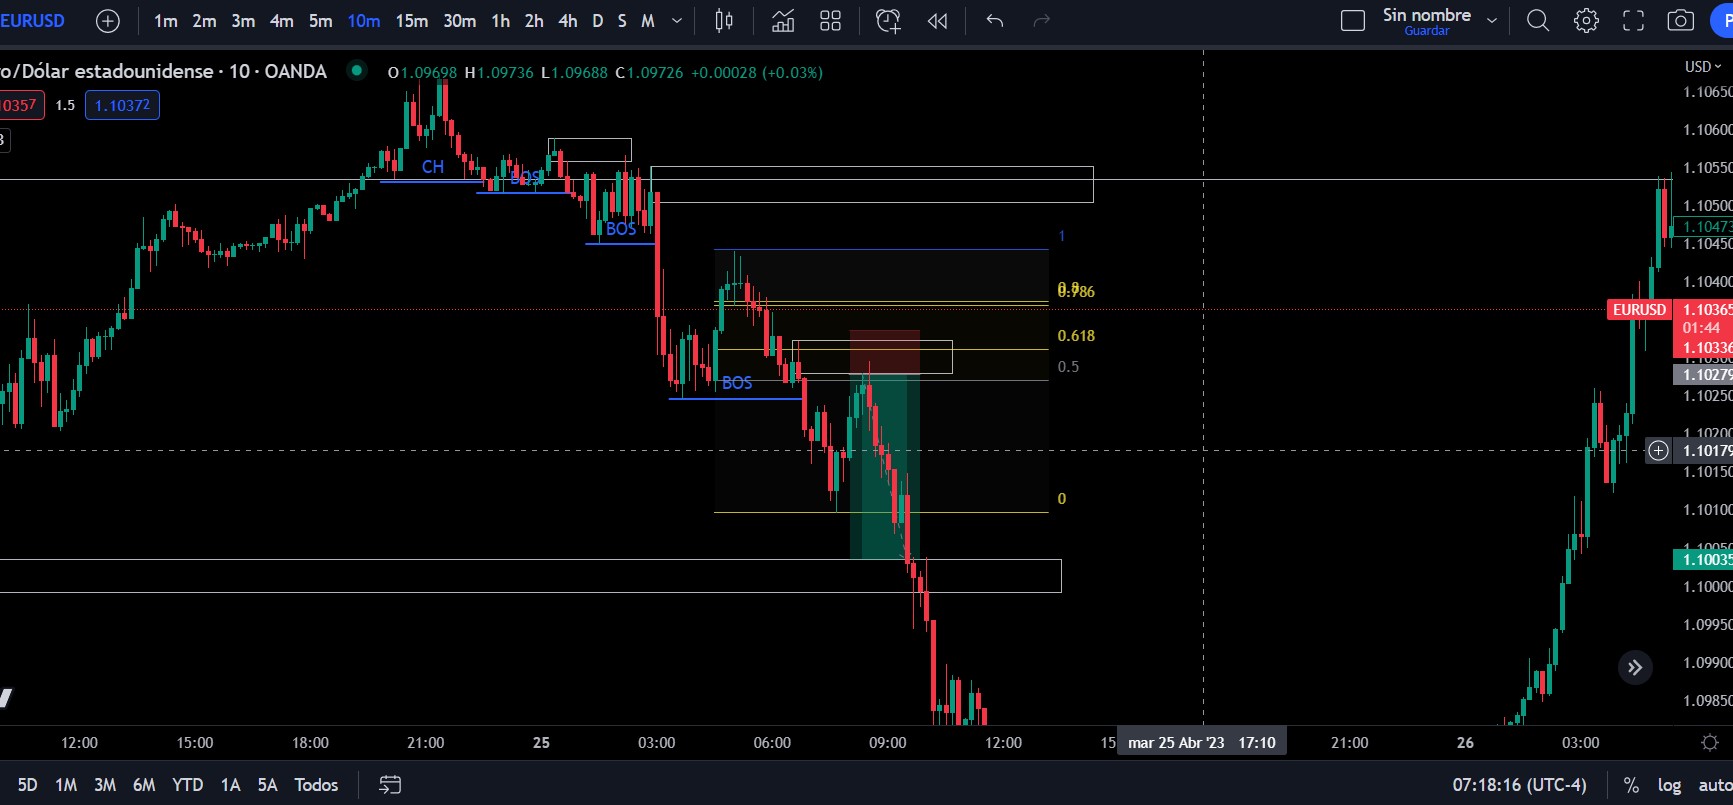 EURUSD 1m 2m 3m 4m 5m 10m 15m 30m 1h 2h 4h D S M Sin nombre
Guardar
o/Dólar estadounidense · 10 · OANDA O1.09698 H1.09736 L1.09688 C1.09726 +0.00028 (+0.03%) USD
10357 1.5 1.10372
1.10650
1.10600
1.10550
1.10500
1.10473
1.10450
1.10400
CH
BOS
BOS
BOS
1
0.8
0.786
0.618
0.5
0
EURUSD 1.10365
01:44
1.10336
1.10279
1.10250
1.10200
1.10179
1.10150
1.10100
1.10050
1.10035
1.10000
1.09950
1.09900
1.09850
12:00 15:00 18:00 21:00 25 03:00 06:00 09:00 12:00 15 mar 25 Abr '23 17:10 21:00 26 03:00
5D 1M 3M 6M YTD 1A 5A Todos 07:18:16 (UTC-4) % log auto